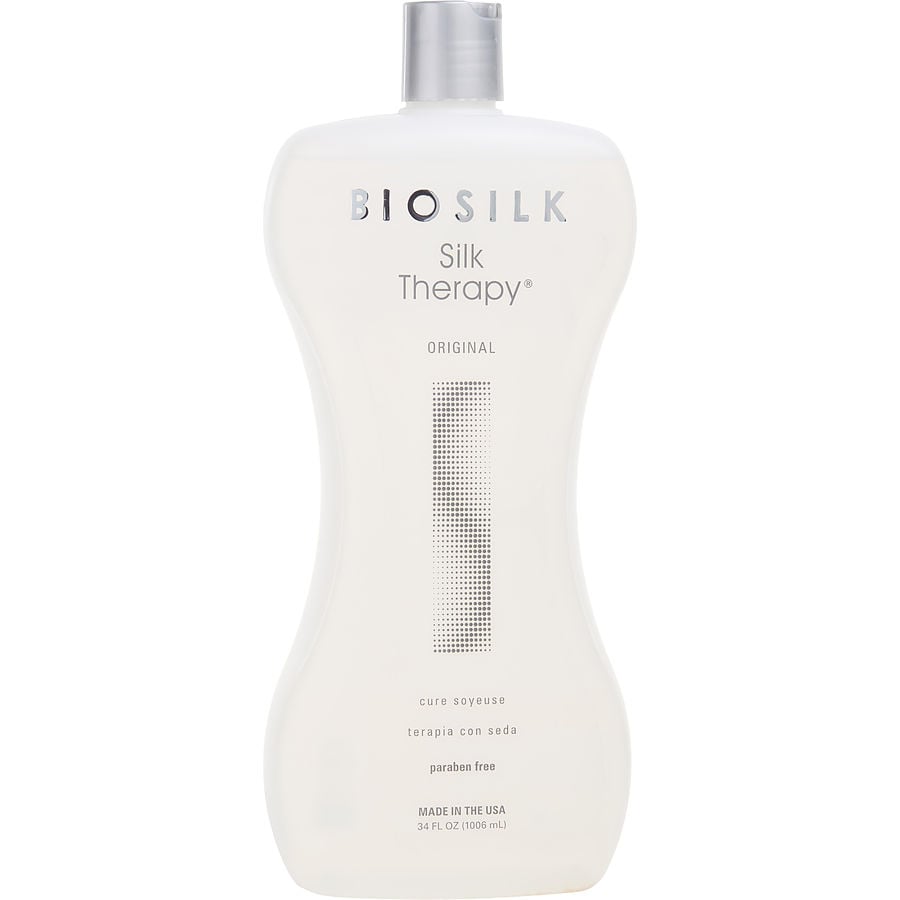 BIOSILK
Silk
Therapy®
ORIGINAL
cure soyeuse
terapia con seda
paraben free
MADE IN THE USA
34 FL OZ (1006 mL)